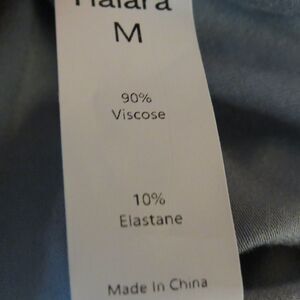 Halara
M
90%
Viscose
10%
Elastane
Made In China